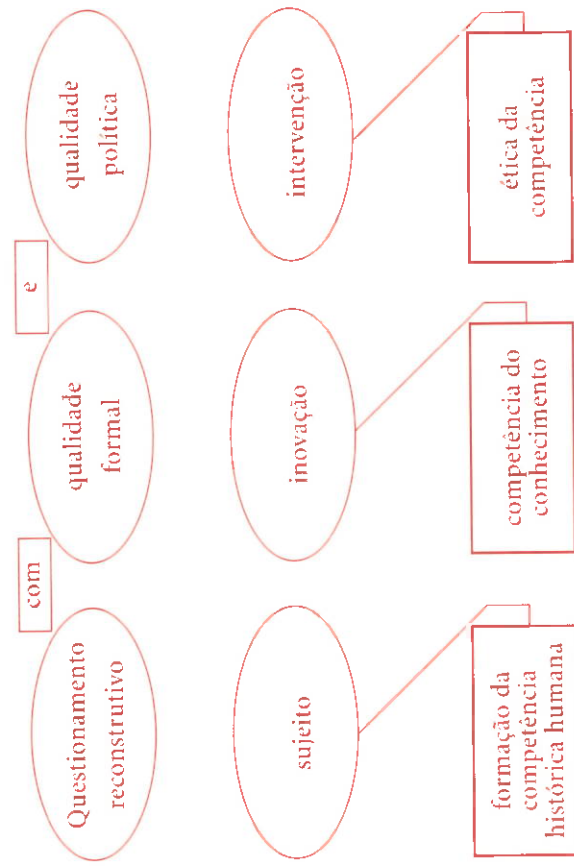 Questionamento
reconstrutivo
com
qualidade
formal
e
qualidade
política
sujeito
inovação
intervenção
formação da
competência
histórica humana
competência do
conhecimento
ética da
competência